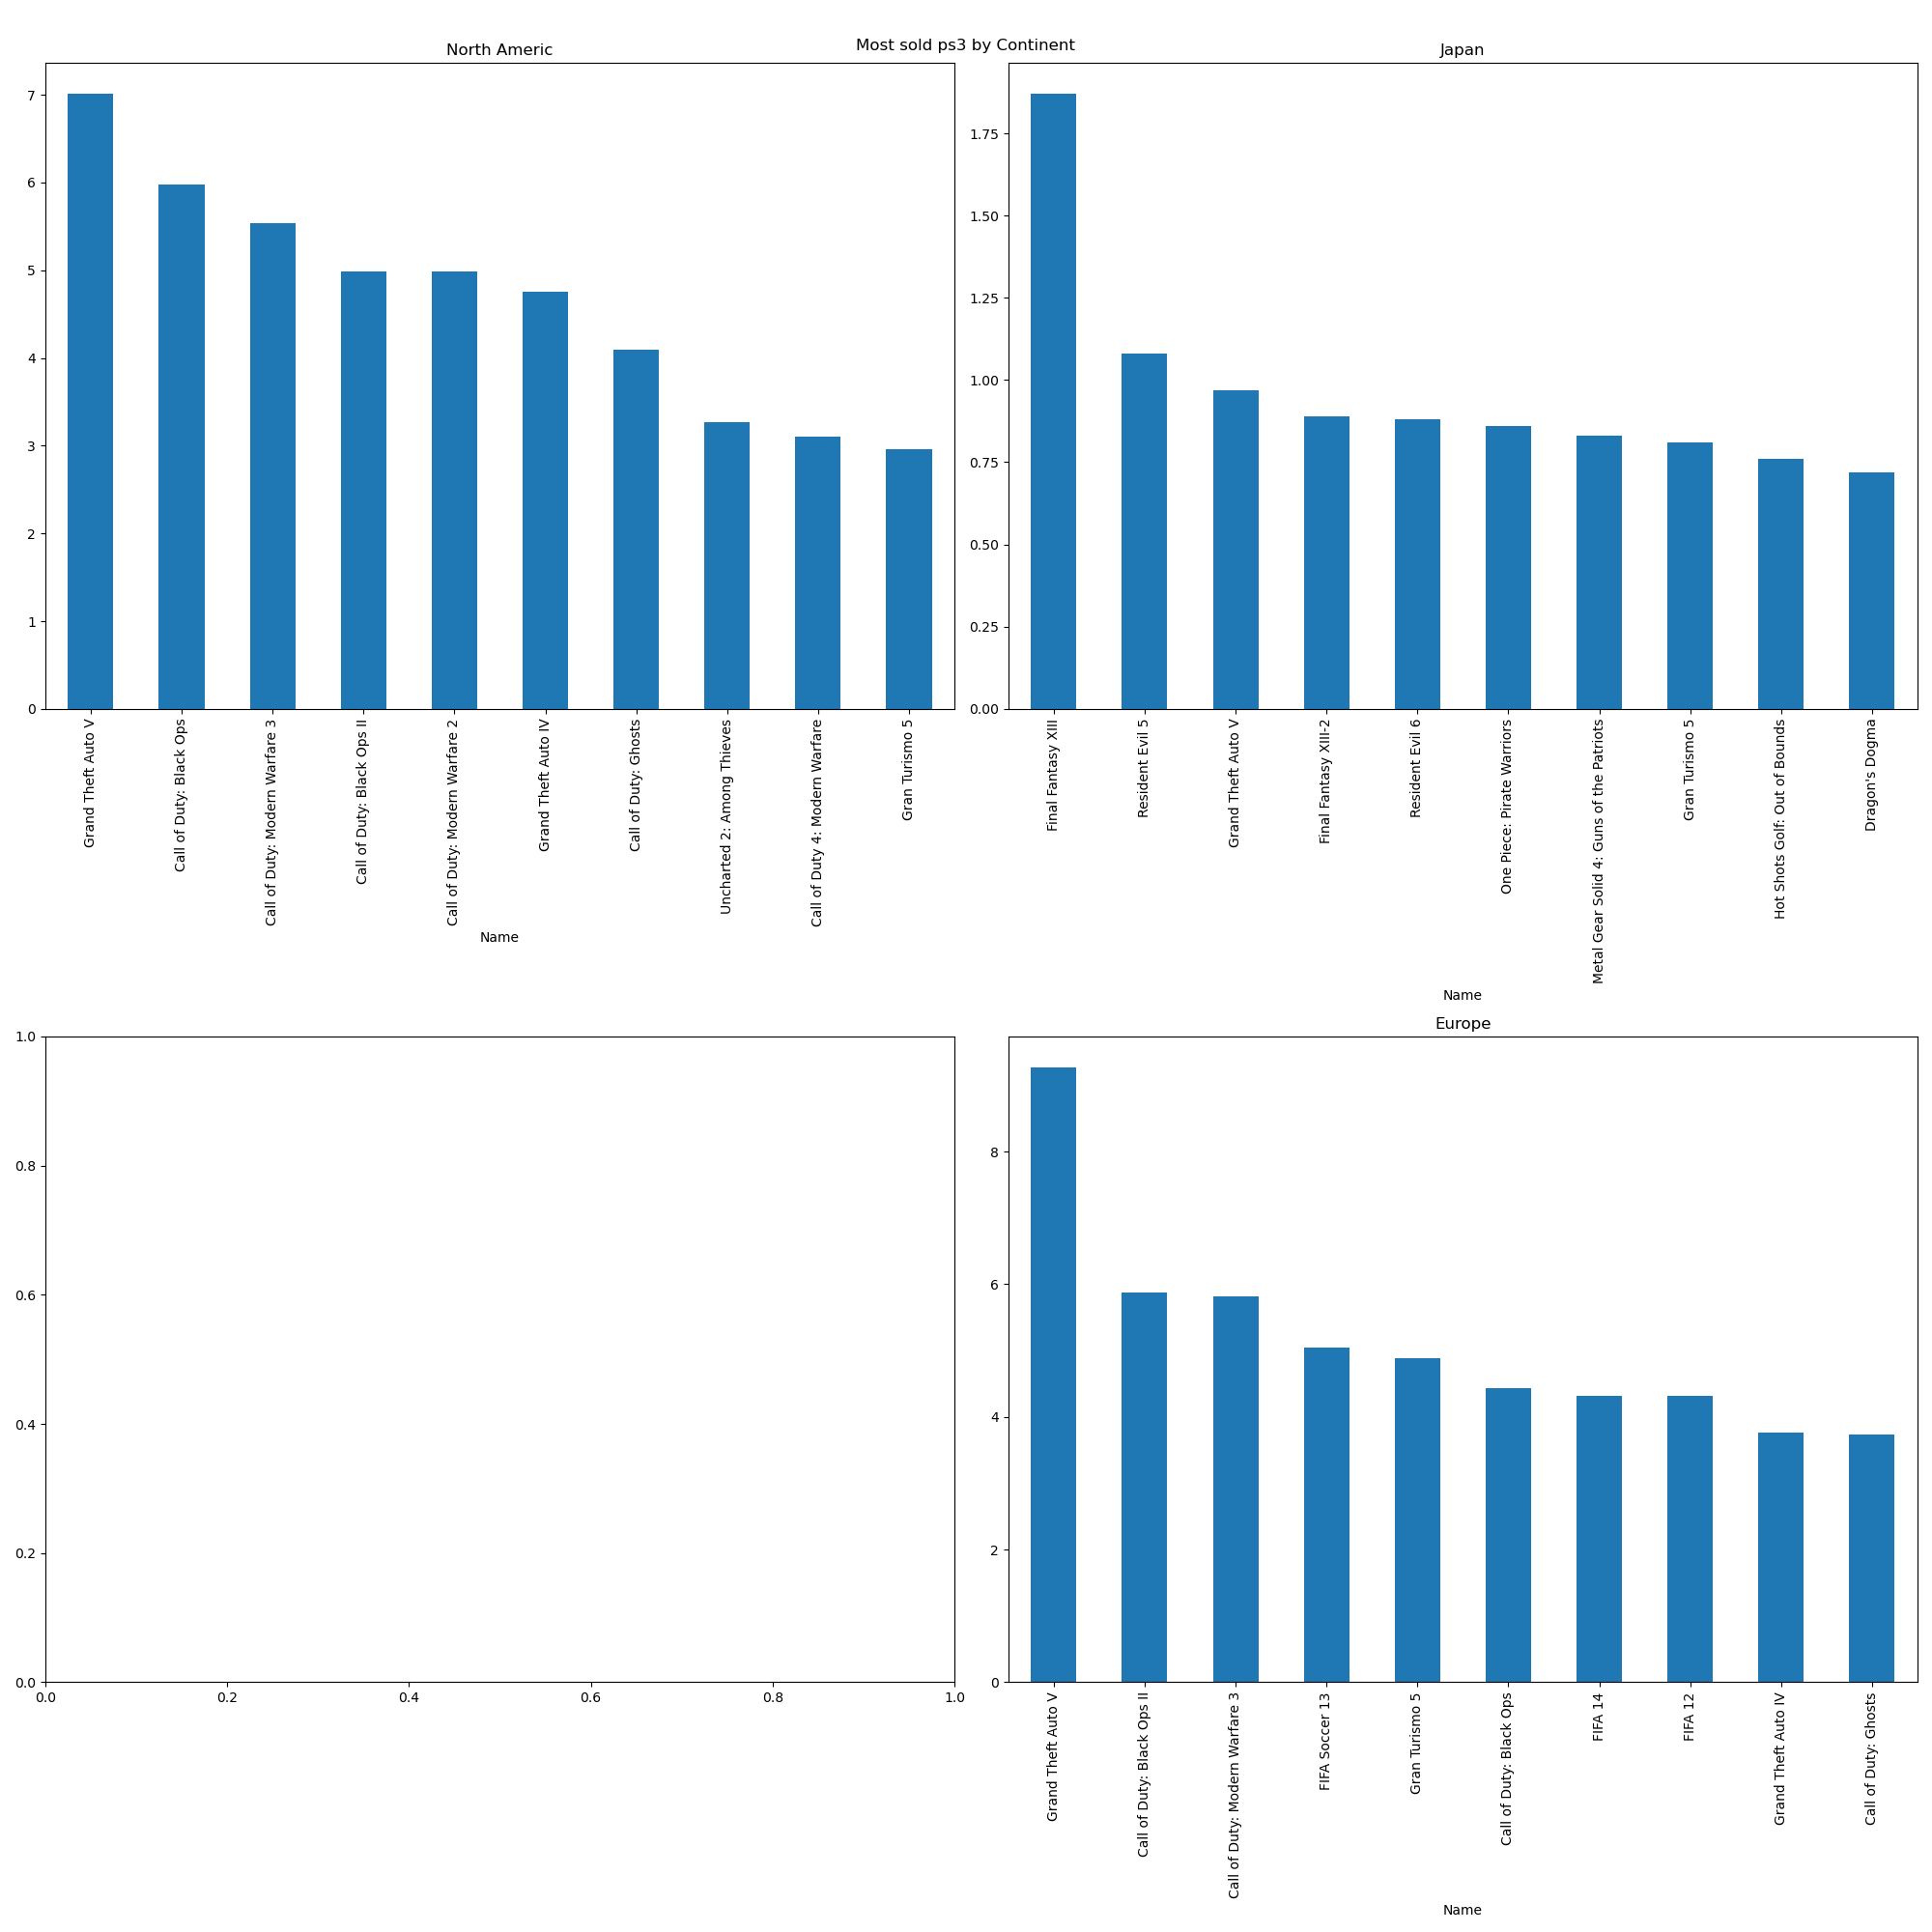 Most sold ps3 by Continent
North Americ
7
6
5
4
3
2
1
0
Grand Theft Auto V
Call of Duty: Black Ops
Call of Duty: Modern Warfare 3
Call of Duty: Black Ops II
Call of Duty: Modern Warfare 2
Grand Theft Auto IV
Call of Duty: Ghosts
Uncharted 2: Among Thieves
Call of Duty 4: Modern Warfare
Gran Turismo 5
Name
Japan
1.75
1.50
1.25
1.00
0.75
0.50
0.25
0.00
Final Fantasy XIII
Resident Evil 5
Grand Theft Auto V
Final Fantasy XIII-2
Resident Evil 6
One Piece: Pirate Warriors
Metal Gear Solid 4: Guns of the Patriots
Gran Turismo 5
Hot Shots Golf: Out of Bounds
Dragon's Dogma
Name
1.0
0.8
0.6
0.4
0.2
0.0
0.0 0.2 0.4 0.6 0.8 1.0
Europe
8
6
4
2
0
Grand Theft Auto V
Call of Duty: Black Ops II
Call of Duty: Modern Warfare 3
FIFA Soccer 13
Gran Turismo 5
Call of Duty: Black Ops
FIFA 14
FIFA 12
Grand Theft Auto IV
Call of Duty: Ghosts
Name